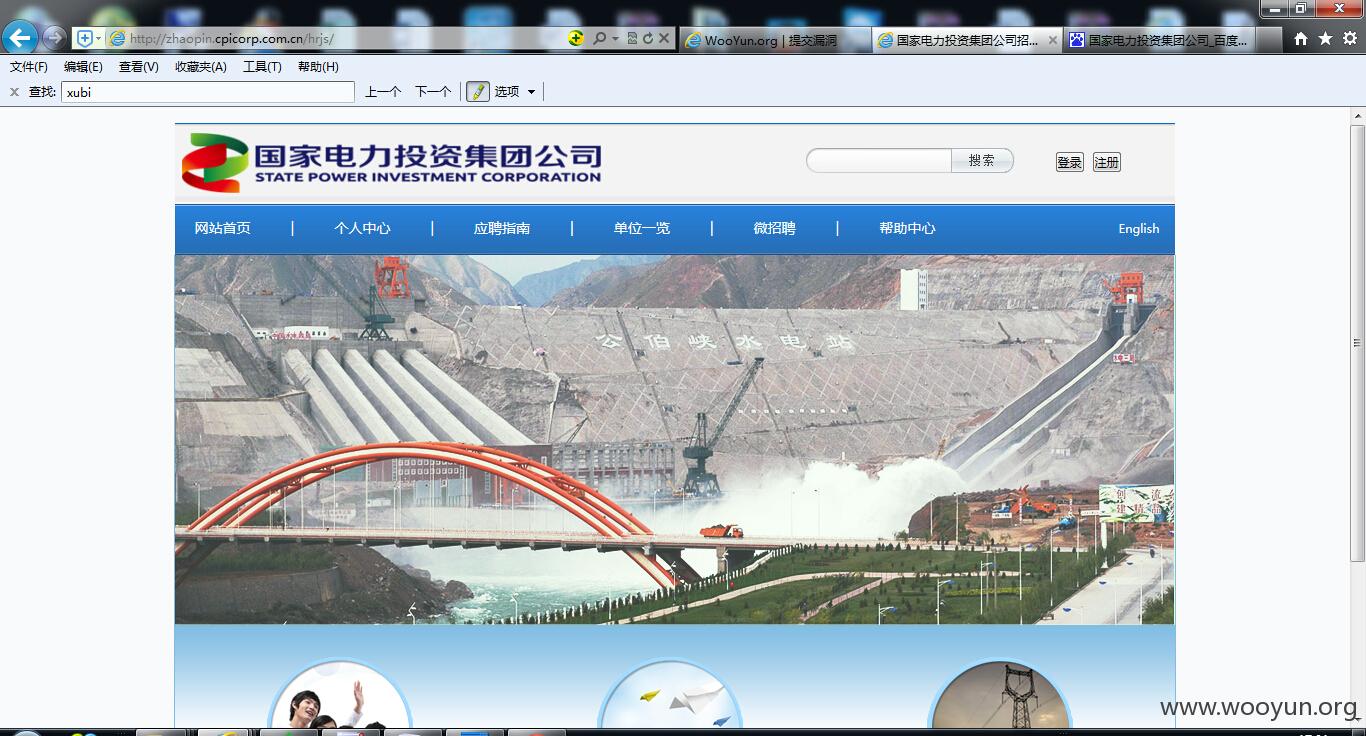 http://zhaopin.cpicorp.com.cn/hrjs/
WooYun.org | 提交漏洞
国家电力投资集团公司招...
国家电力投资集团公司_百度...
文件(F) 编辑(E) 查看(V) 收藏夹(A) 工具(T) 帮助(H)
查找: xubi 上一个 下一个 选项
国家电力投资集团公司
STATE POWER INVESTMENT CORPORATION
搜索
登录 注册
网站首页 | 个人中心 | 应聘指南 | 单位一览 | 微招聘 | 帮助中心 English
公伯峡水电站
创 流
建精品
www.wooyun.org